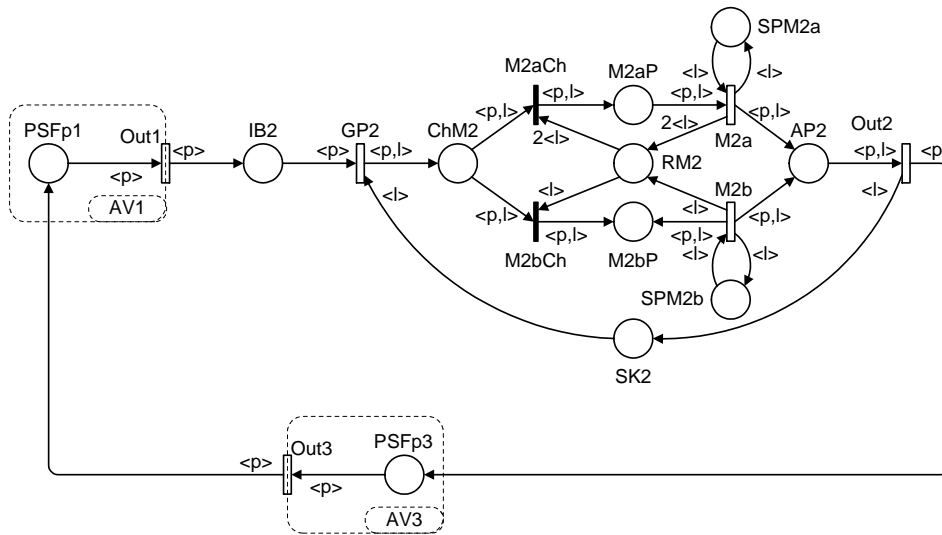 SPM2a
<l>
<l>
M2aCh
M2aP
<p,l>
<p,l>
<p,l>
<p,l>
2<l>
2<l>
M2a
PSFp1
Out1
<p>
<p>
AV1
IB2
<p>
GP2
<p,l>
<l>
ChM2
RM2
AP2
Out2
<p,l>
<l>
<p
<l>
<l>
M2b
<p,l>
<p,l>
<p,l>
<p,l>
M2bCh
M2bP
<l>
<l>
SPM2b
SK2
Out3
PSFp3
<p>
<p>
AV3